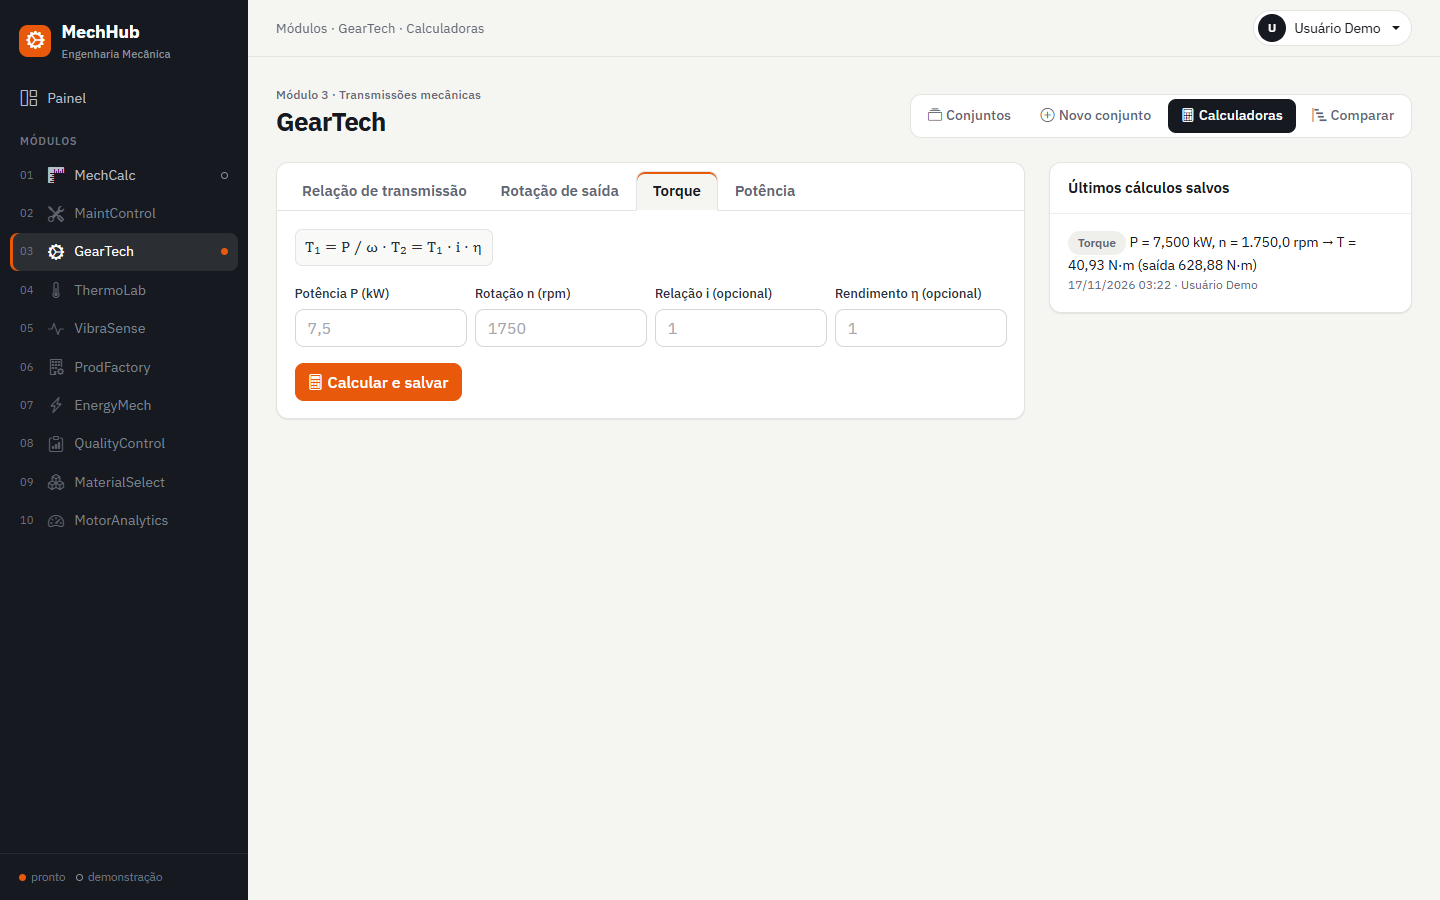 MechHub
Engenharia Mecânica
Painel
MÓDULOS
01 MechCalc
02 MaintControl
03 GearTech
04 ThermoLab
05 VibraSense
06 ProdFactory
07 EnergyMech
08 QualityControl
09 MaterialSelect
10 MotorAnalytics
pronto demonstração
Módulos · GearTech · Calculadoras
U Usuário Demo
Módulo 3 · Transmissões mecânicas
GearTech
Conjuntos Novo conjunto Calculadoras Comparar
Relação de transmissão Rotação de saída Torque Potência
T₁ = P / ω · T₂ = T₁ · i · η
Potência P (kW) Rotação n (rpm) Relação i (opcional) Rendimento η (opcional)
7,5 1750 1 1
Calcular e salvar
Últimos cálculos salvos
Torque P = 7,500 kW, n = 1.750,0 rpm → T =
40,93 N·m (saída 628,88 N·m)
17/11/2026 03:22 · Usuário Demo